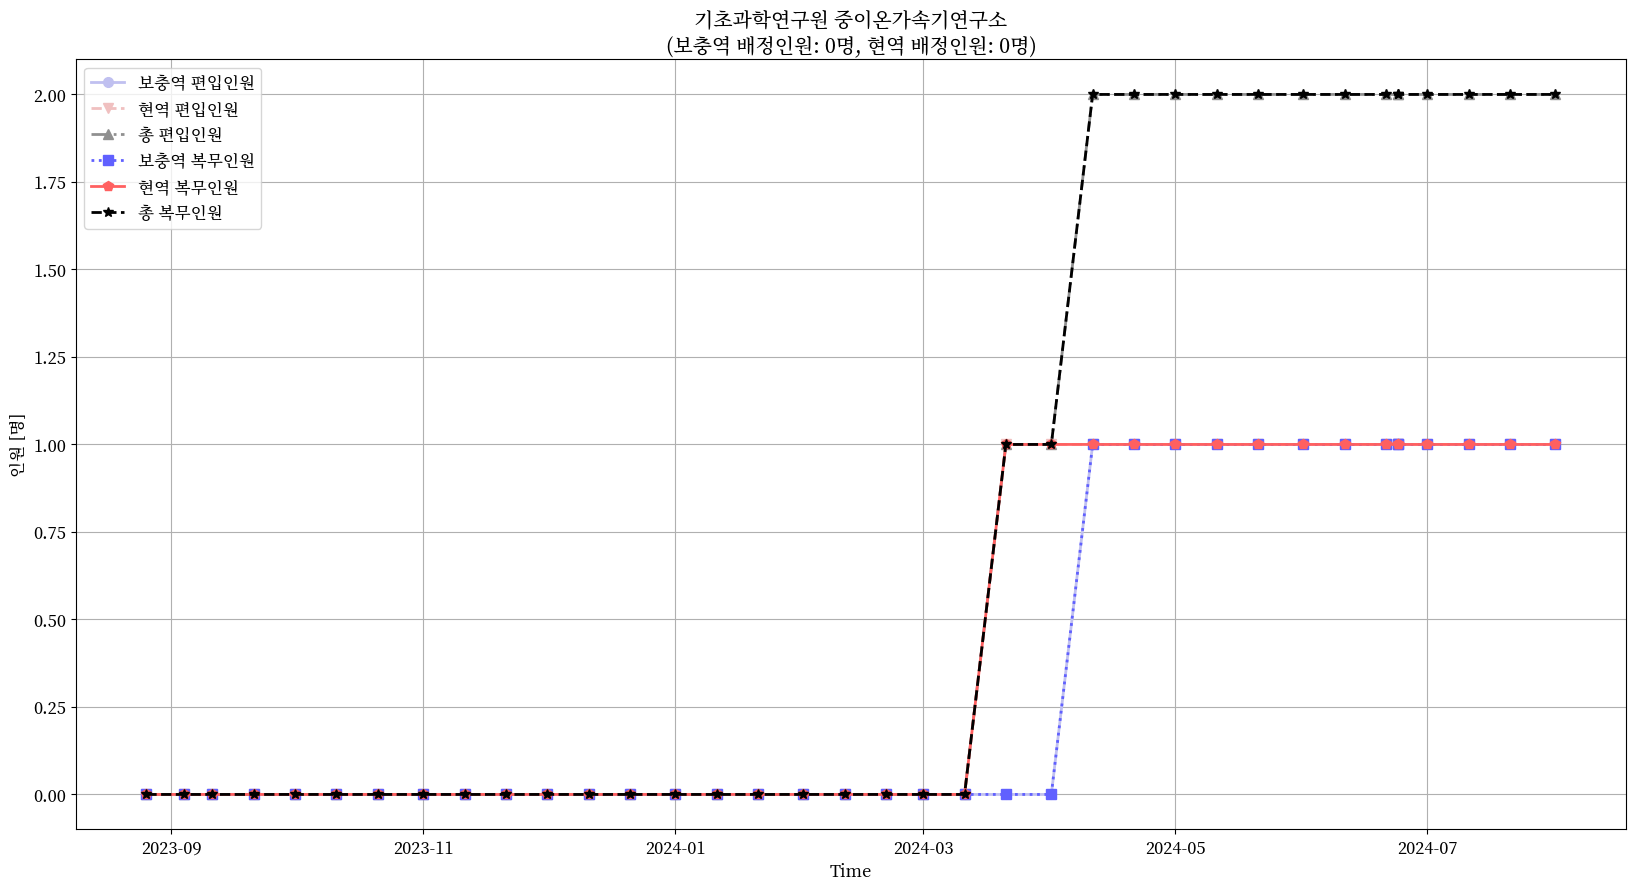 기초과학연구원 중이온가속기연구소
(보충역 배정인원: 0명, 현역 배정인원: 0명)
보충역 편입인원
현역 편입인원
총 편입인원
보충역 복무인원
현역 복무인원
총 복무인원
인원 [명]
2.00
1.75
1.50
1.25
1.00
0.75
0.50
0.25
0.00
2023-09
2023-11
2024-01
2024-03
2024-05
2024-07
Time